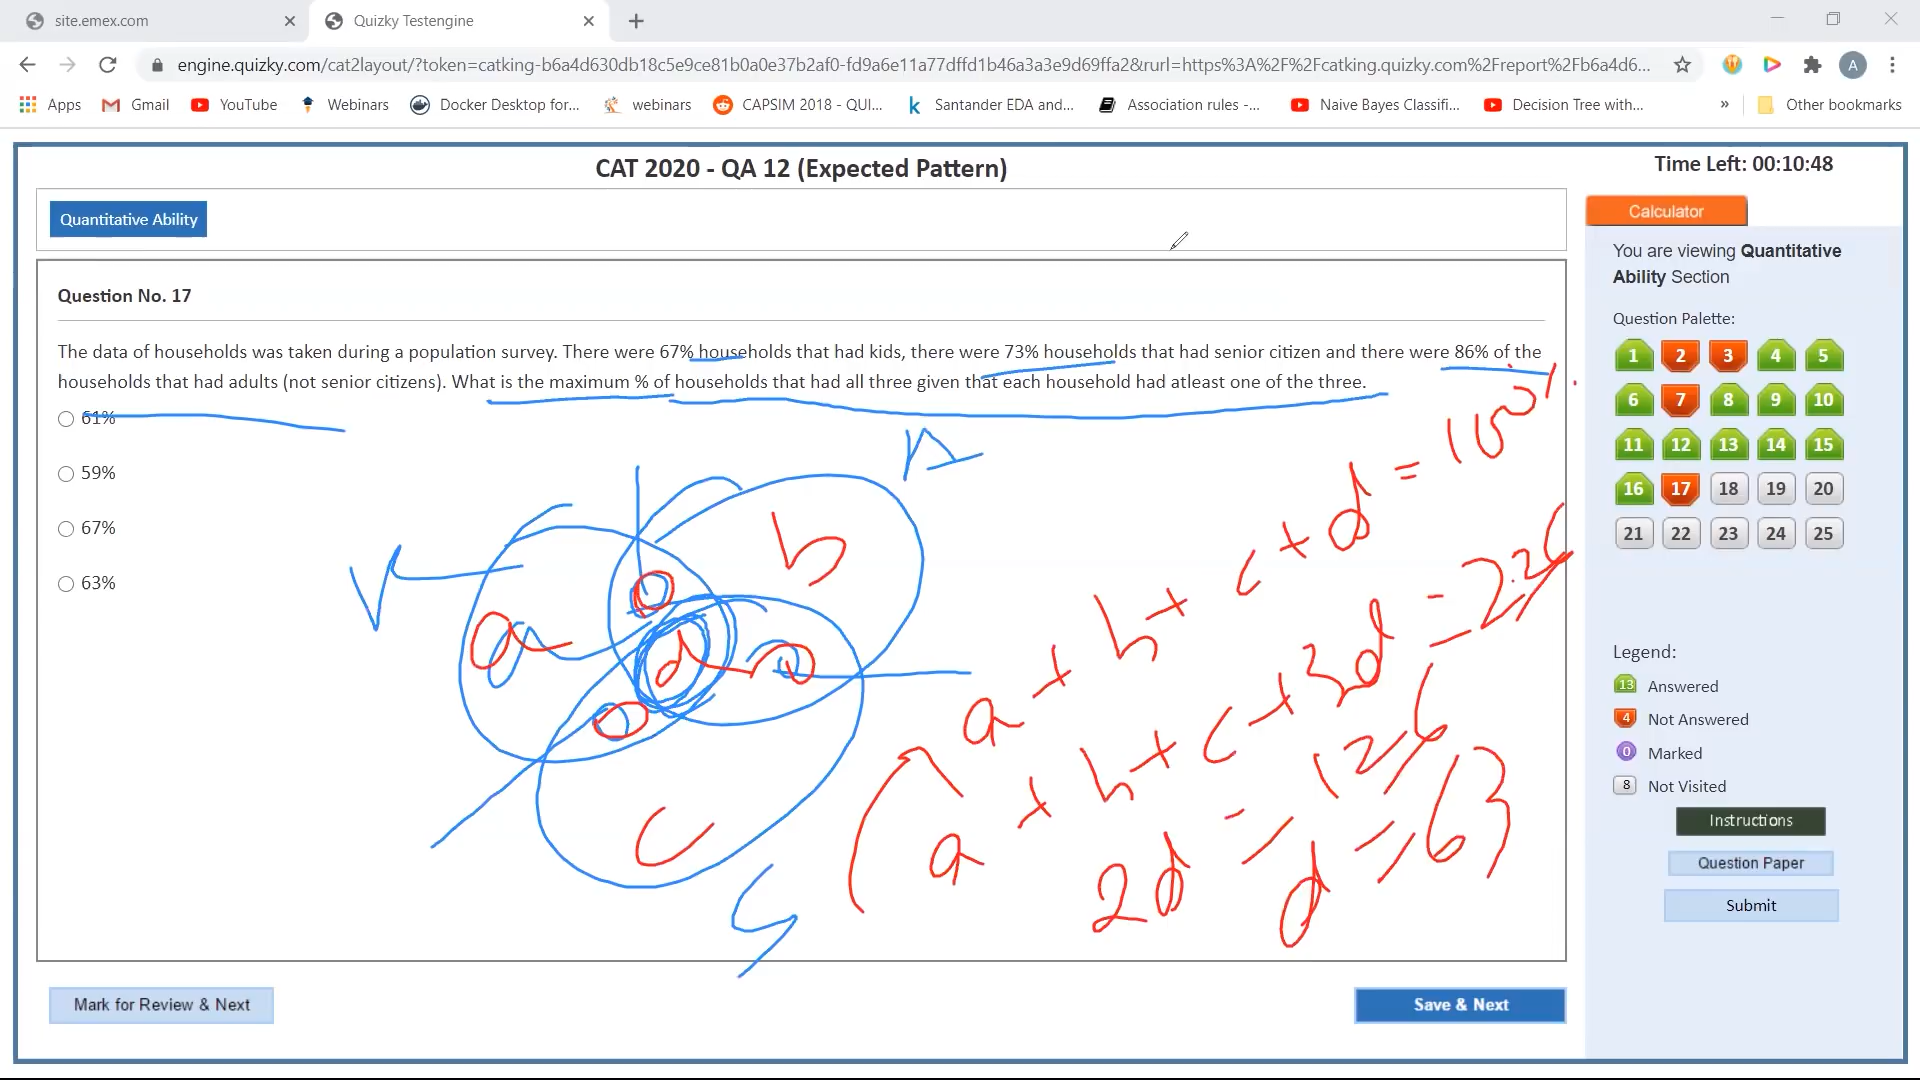 site.emex.com
Quizky Testengine
engine.quizky.com/cat2layout/?token=catking-b6a4d630db18c5e9ce81b0a0e37b2af0-fd9a6e11a77dffd1b46a3a3e9d69ffa2&rurl=https%3A%2F%2Fcatking.quizky.com%2Freport%2Fb6a4d6...
A
Apps
Gmail
YouTube
Webinars
Docker Desktop for...
webinars
CAPSIM 2018 - QUI...
Santander EDA and...
Association rules -...
Naive Bayes Classifi...
Decision Tree with...
»
Other bookmarks
CAT 2020 - QA 12 (Expected Pattern)
Time Left: 00:10:48
Quantitative Ability
Calculator
You are viewing Quantitative
Ability Section
Question No. 17
The data of households was taken during a population survey. There were 67% households that had kids, there were 73% households that had senior citizen and there were 86% of the
households that had adults (not senior citizens). What is the maximum % of households that had all three given that each household had atleast one of the three.
61%
59%
67%
63%
a
b
c
d
0
0
0
S
a + b + c + d = 100%.
a + b + c + 3d = 226
2d = 126
d = 63
Question Palette:
1 2 3 4 5
6 7 8 9 10
11 12 13 14 15
16 17 18 19 20
21 22 23 24 25
Legend:
13 Answered
4 Not Answered
0 Marked
8 Not Visited
Instructions
Question Paper
Submit
Mark for Review & Next
Save & Next